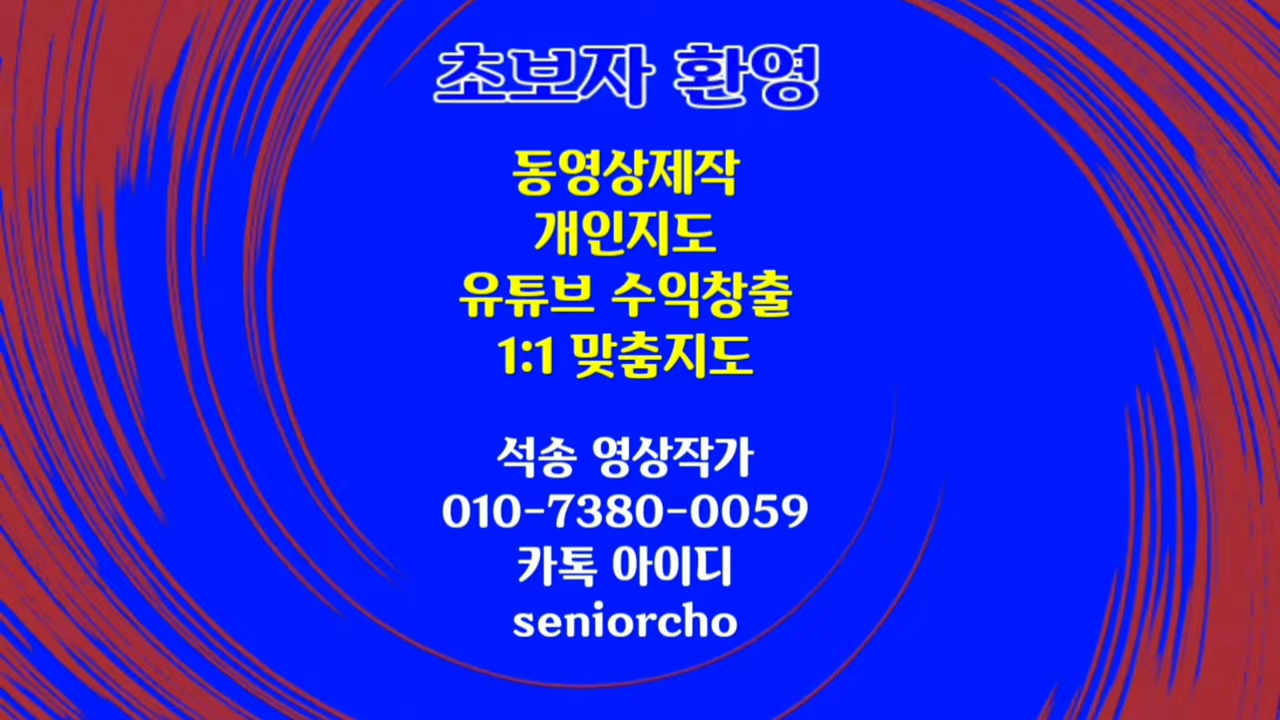 초보자 환영
동영상제작
개인지도
유튜브 수익창출
1:1 맞춤지도
석송 영상작가
010-7380-0059
카톡 아이디
seniorcho